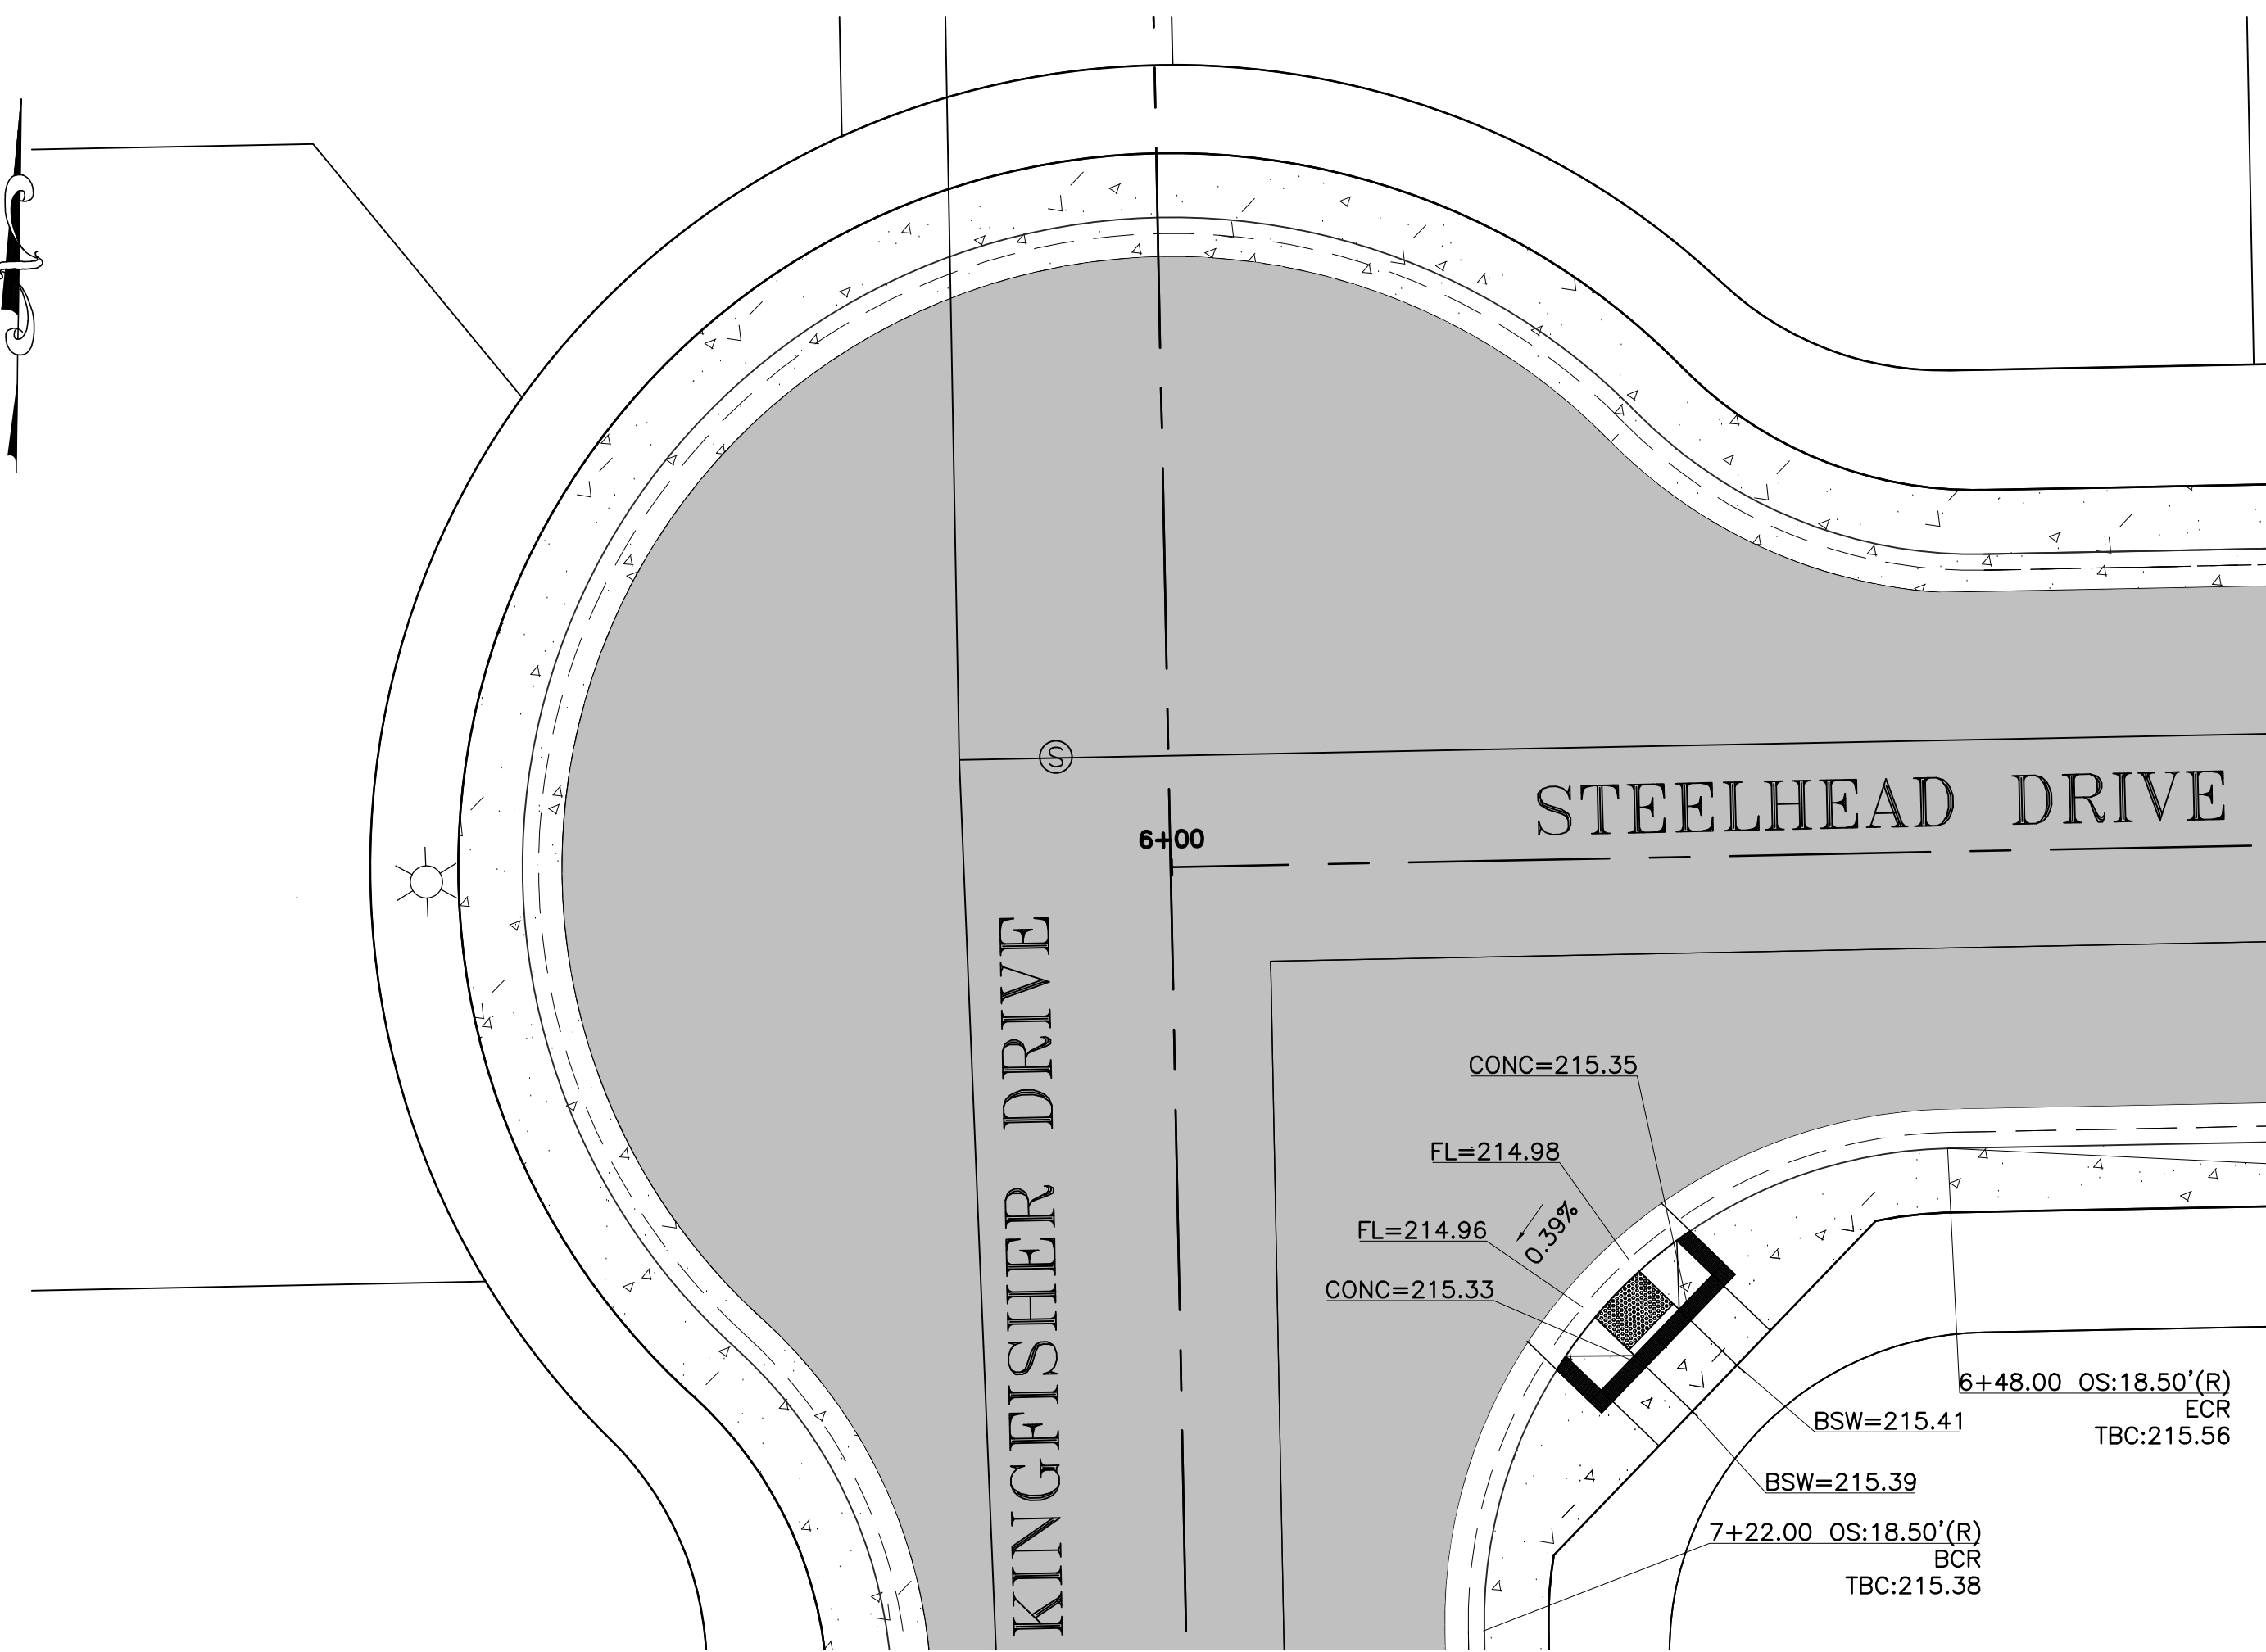 STEELHEAD DRIVE
6+00
KINGFISHER DRIVE
S
CONC=215.35
FL=214.98
FL=214.96
0.39%
CONC=215.33
6+48.00 OS:18.50'(R)
ECR
TBC:215.56
BSW=215.41
BSW=215.39
7+22.00 OS:18.50'(R)
BCR
TBC:215.38